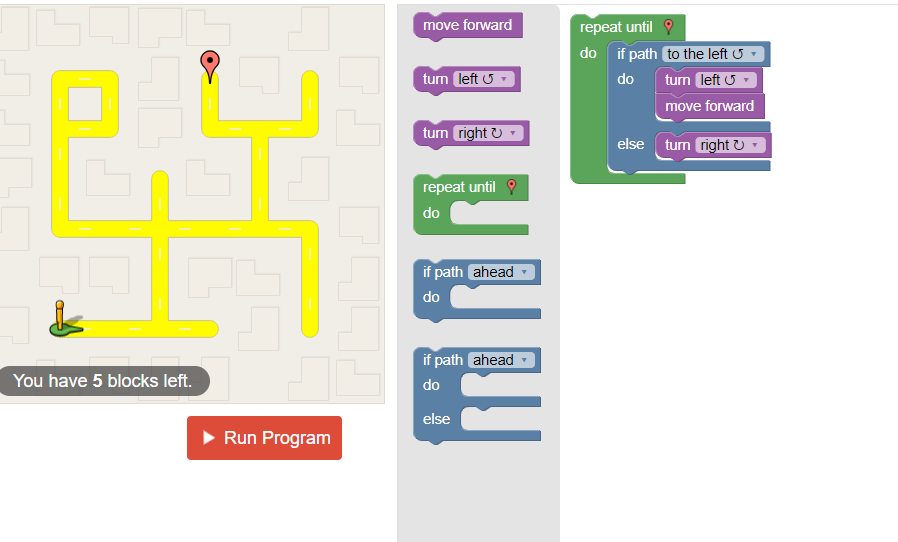 You have 5 blocks left.
Run Program
move forward
turn left ↺
turn right ↻
repeat until
do
if path ahead
do
if path ahead
do
else
repeat until
do
if path to the left ↺
do
turn left ↺
move forward
else
turn right ↻